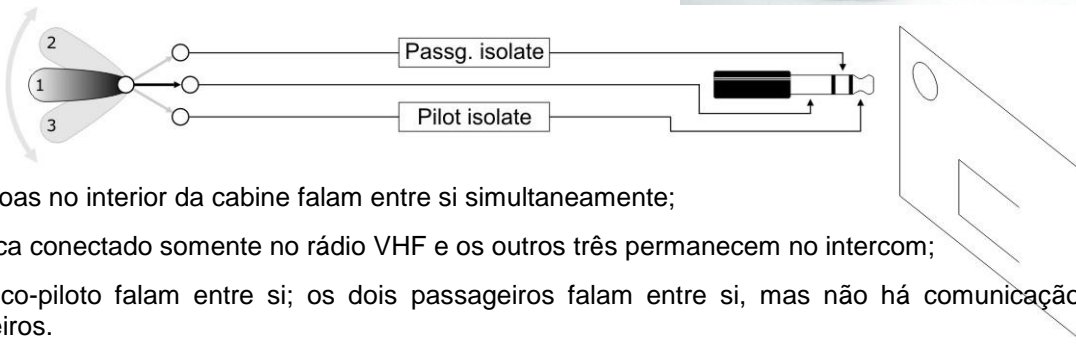 2
Passg. isolate
1
3
Pilot isolate
oas no interior da cabine falam entre si simultaneamente;
ca conectado somente no rádio VHF e os outros três permanecem no intercom;
co-piloto falam entre si; os dois passageiros falam entre si, mas não há comunicação
eiros.